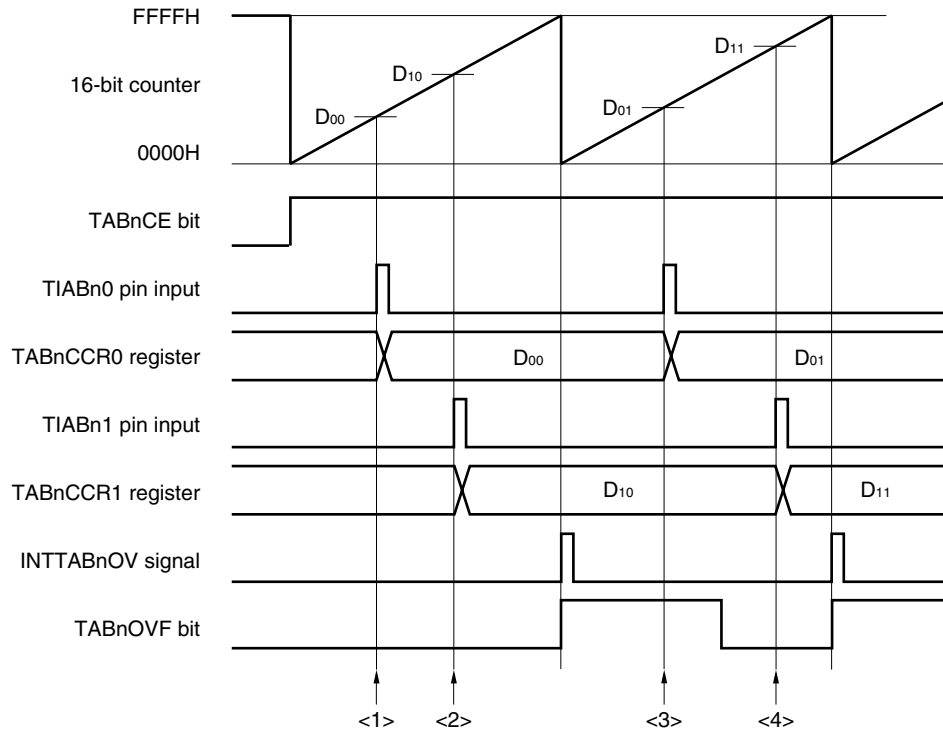 FFFFH
D11
D10
16-bit counter
D01
D00
0000H
TABnCE bit
TIABn0 pin input
TABnCCR0 register
D00
D01
TIABn1 pin input
TABnCCR1 register
D10
D11
INTTABnOV signal
TABnOVF bit
<1>
<2>
<3>
<4>